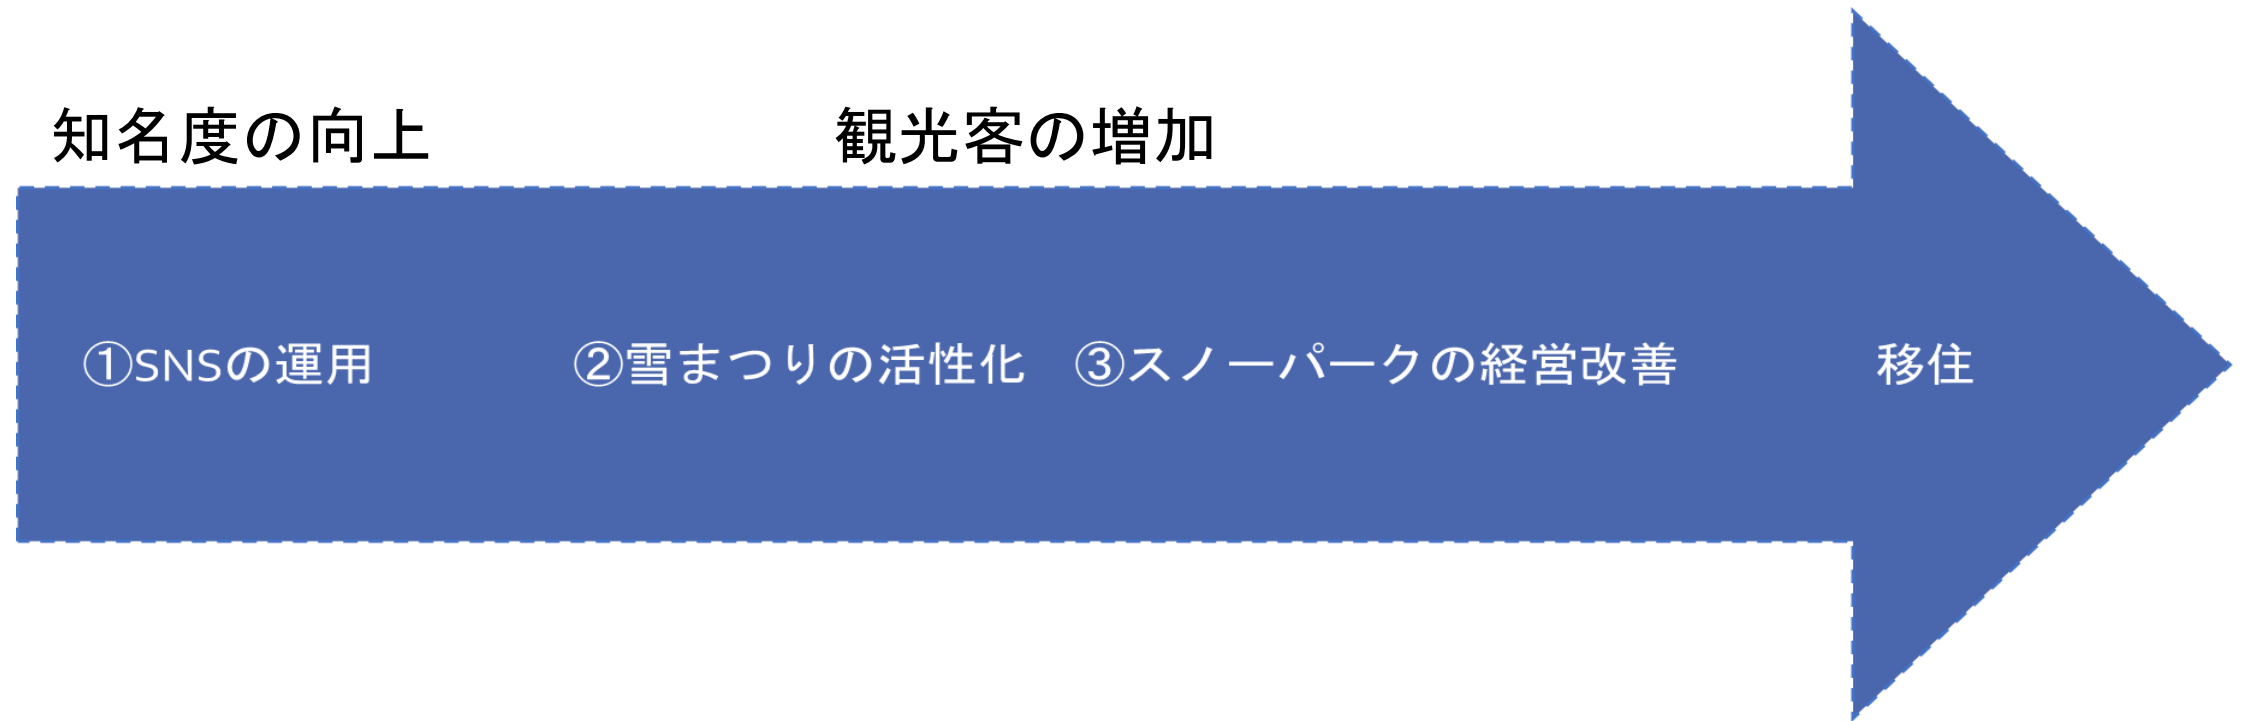 知名度の向上
観光客の増加
①SNSの運用
②雪まつりの活性化
③スノーパークの経営改善
移住